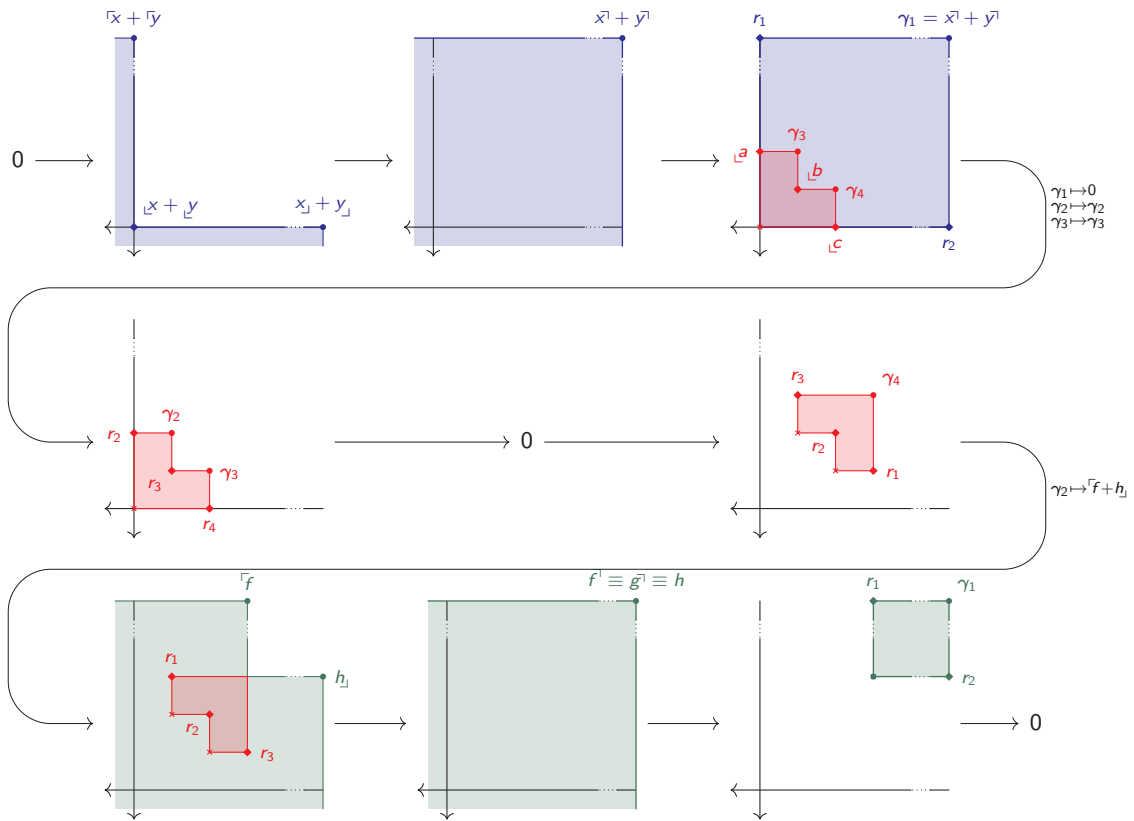 ⌜x + ⌜y
x⌝ + y⌝
r₁
γ₁ = x⌝ + y⌝
0
⌞a
γ₃
⌞b
γ₄
γ₁↦0
γ₂↦γ₂
γ₃↦γ₃
⌞x + ⌞y
x⌟ + y⌟
⌞c
r₂
r₂
γ₂
r₃
γ₃
r₄
0
r₃
γ₄
r₂
r₁
γ₂↦⌜f+h⌟
⌜f
f⌝ ≡ g⌝ ≡ h
r₁
γ₁
r₁
h⌟
r₂
r₂
r₃
0